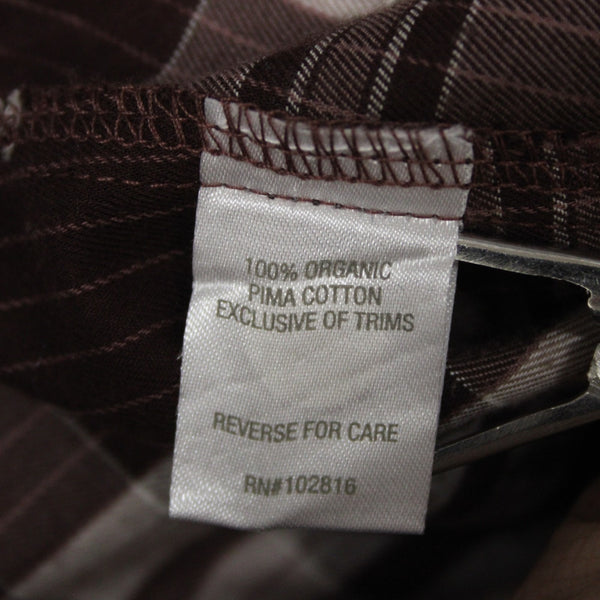 100% ORGANIC
PIMA COTTON
EXCLUSIVE OF TRIMS
REVERSE FOR CARE
RN#102816